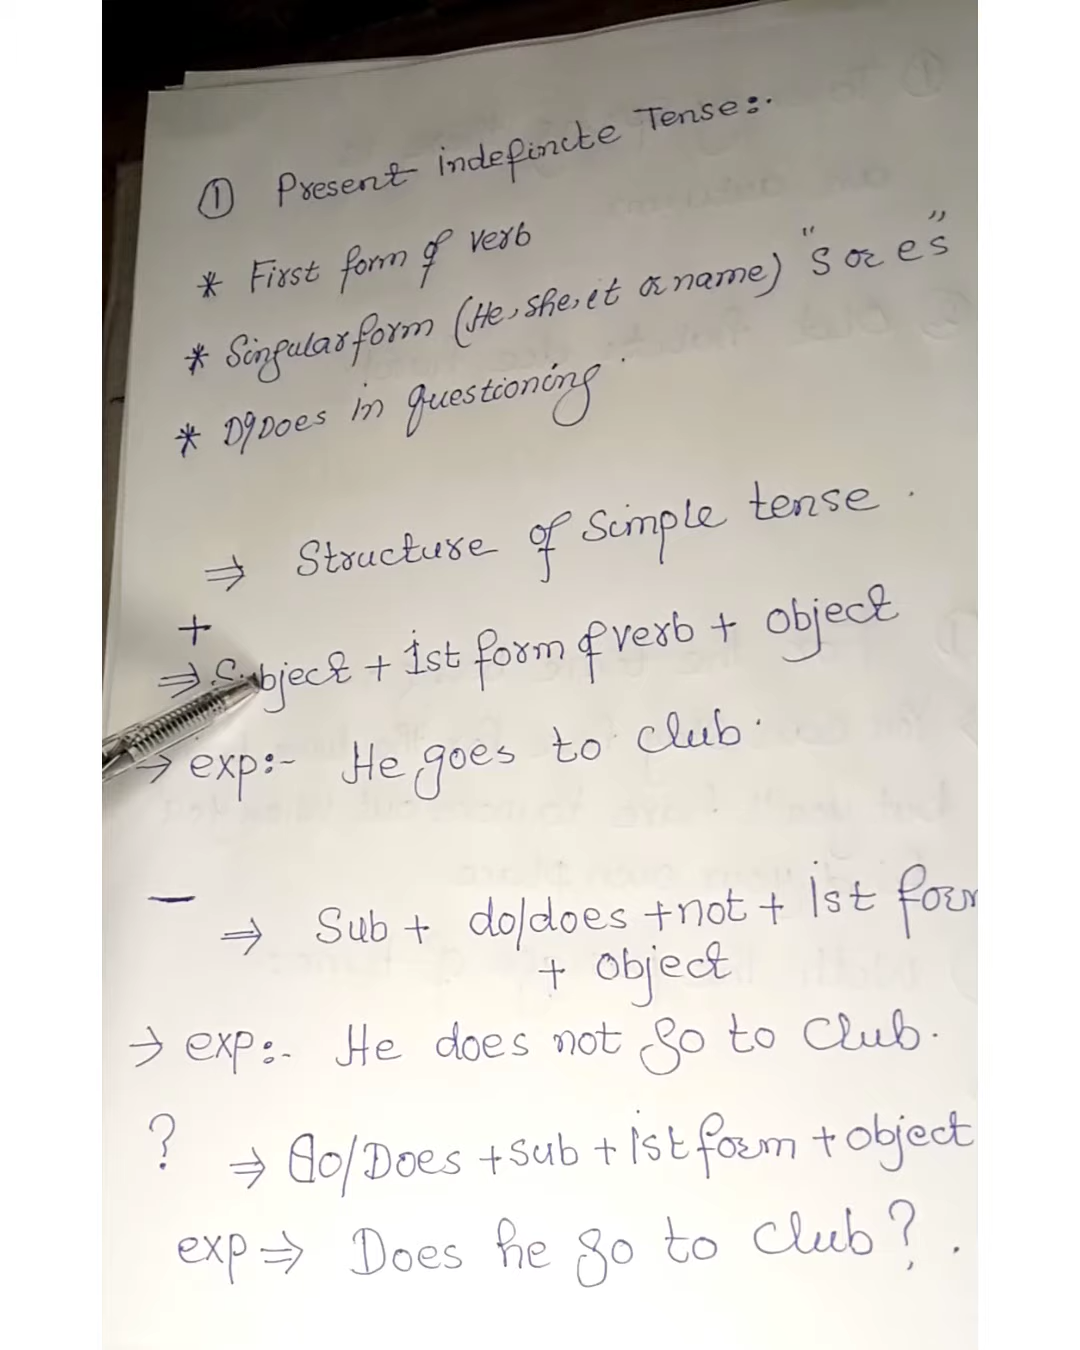 ① Present indefincte Tense:.
* First form of verb
* Singular form (He, she, it or name) "s or es"
* Do/Does in questioning.
⇒ Structure of Simple tense.
+
⇒ Subject + 1st form of verb + object
→ exp:- He goes to club.
—
⇒ Sub + do/does + not + 1st form
+ object
→ exp:- He does not go to Club.
? ⇒ Do/Does + sub + 1st form + object
exp ⇒ Does he go to club?.